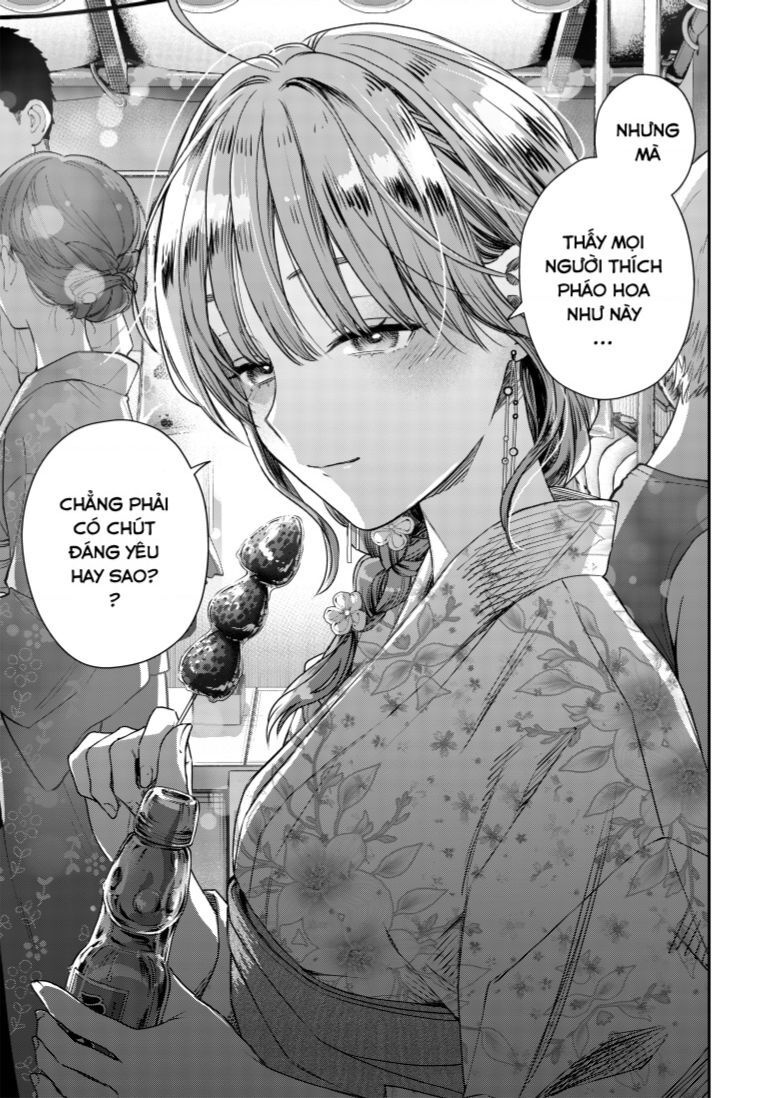 NHƯNG
MÀ
THẤY MỌI
NGƯỜI THÍCH
PHÁO HOA
NHƯ NÀY
...
CHẲNG PHẢI
CÓ CHÚT
ĐÁNG YÊU
HAY SAO?
?